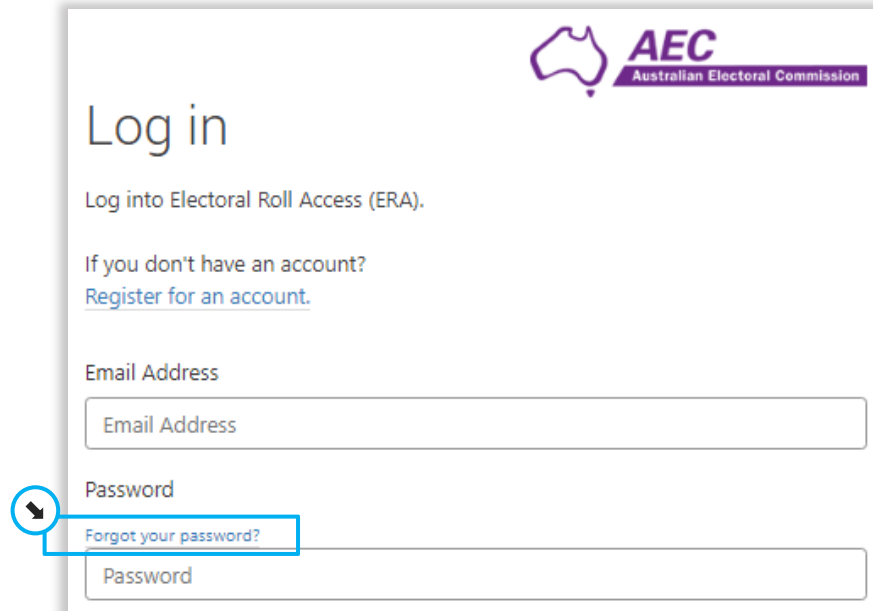 AEC
Australian Electoral Commission
Log in
Log into Electoral Roll Access (ERA).
If you don't have an account?
Register for an account.
Email Address
Email Address
Password
Forgot your password?
Password